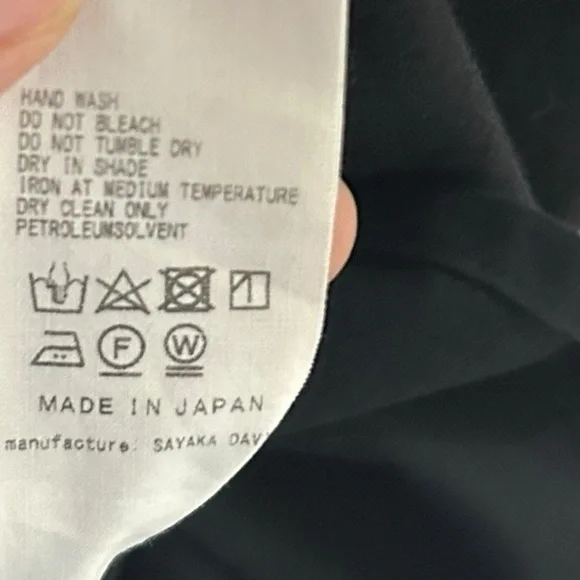 HAND WASH
DO NOT BLEACH
DO NOT TUMBLE DRY
DRY IN SHADE
IRON AT MEDIUM TEMPERATURE
DRY CLEAN ONLY
PETROLEUMSOLVENT
F W
MADE IN JAPAN
manufacture: SAYAKA DAV